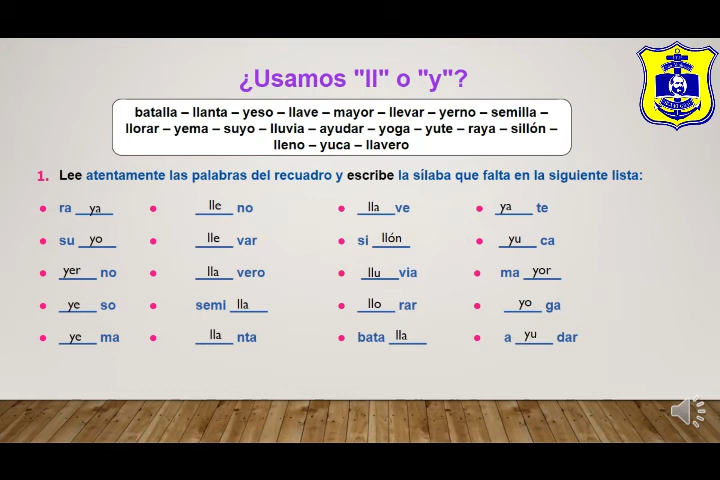 ¿Usamos "ll" o "y"?
batalla – llanta – yeso – llave – mayor – llevar – yerno – semilla –
llorar – yema – suyo – lluvia – ayudar – yoga – yute – raya – sillón –
lleno – yuca – llavero
1. Lee atentamente las palabras del recuadro y escribe la sílaba que falta en la siguiente lista:
• ra ya • lle no • lla ve • ya te
• su yo • lle var • si llón • yu ca
• yer no • lla vero • llu via • ma yor
• ye so • semi lla • llo rar • yo ga
• ye ma • lla nta • bata lla • a yu dar